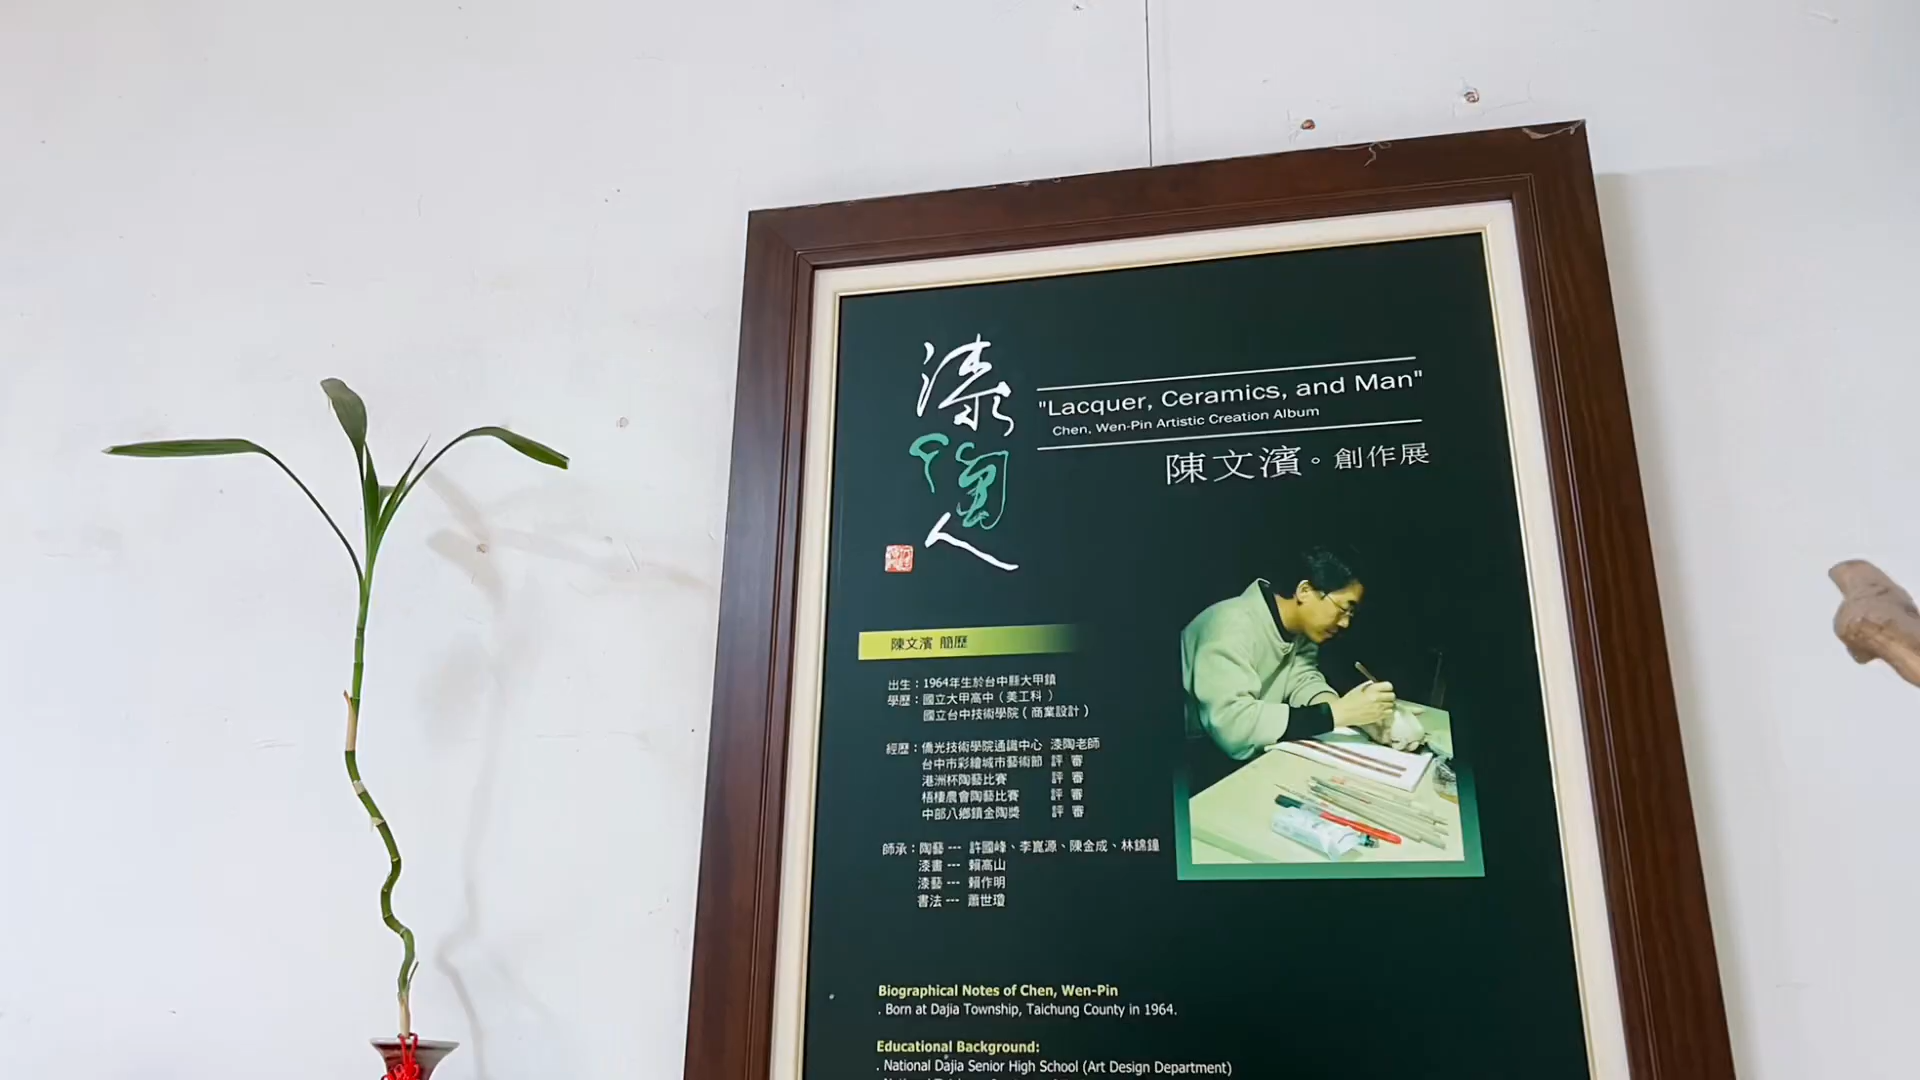 漆陶人
"Lacquer, Ceramics, and Man"
Chen, Wen-Pin Artistic Creation Album
陳文濱。創作展
陳文濱 簡歷
出生：1964年生於台中縣大甲鎮
學歷：國立大甲高中（美工科）
國立台中技術學院（商業設計）
經歷：僑光技術學院通識中心 漆陶老師
台中市彩繪城市藝術節 評 審
港洲杯陶藝比賽 評 審
梧棲農會陶藝比賽 評 審
中部八鄉鎮金陶獎 評 審
師承：陶藝 --- 許國峰、李崑源、陳金成、林錦鐘
漆畫 --- 賴高山
漆藝 --- 賴作明
書法 --- 蕭世瓊
Biographical Notes of Chen, Wen-Pin
. Born at Dajia Township, Taichung County in 1964.
Educational Background:
. National Dajia Senior High School (Art Design Department)